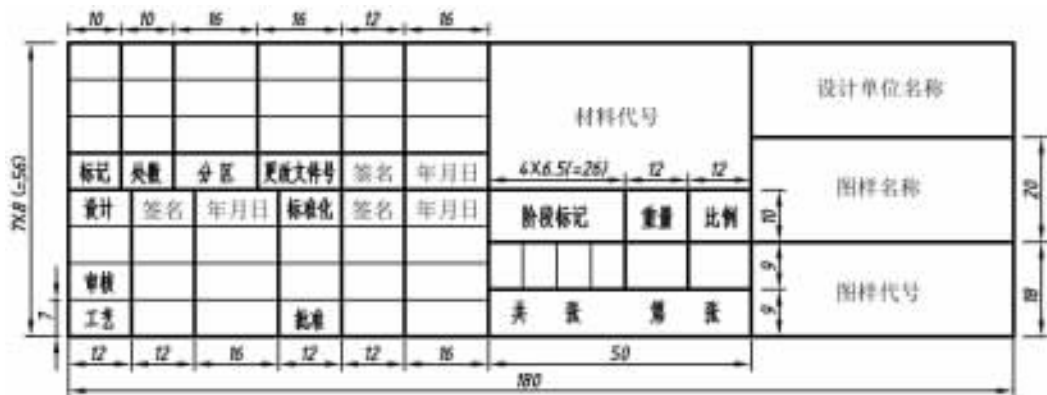 10 10 16 16 12 16
设计单位名称
材料代号
标记 处数 分区 更改文件号 签名 年月日
4X6.5(=26) 12 12
图样名称
20
7X8 (=56)
设计 签名 年月日 标准化 签名 年月日
阶段标记 重量 比例
10
9
审核
图样代号
18
7
工艺 批准
共 张 第 张
9
12 12 16 12 12 16 50
180